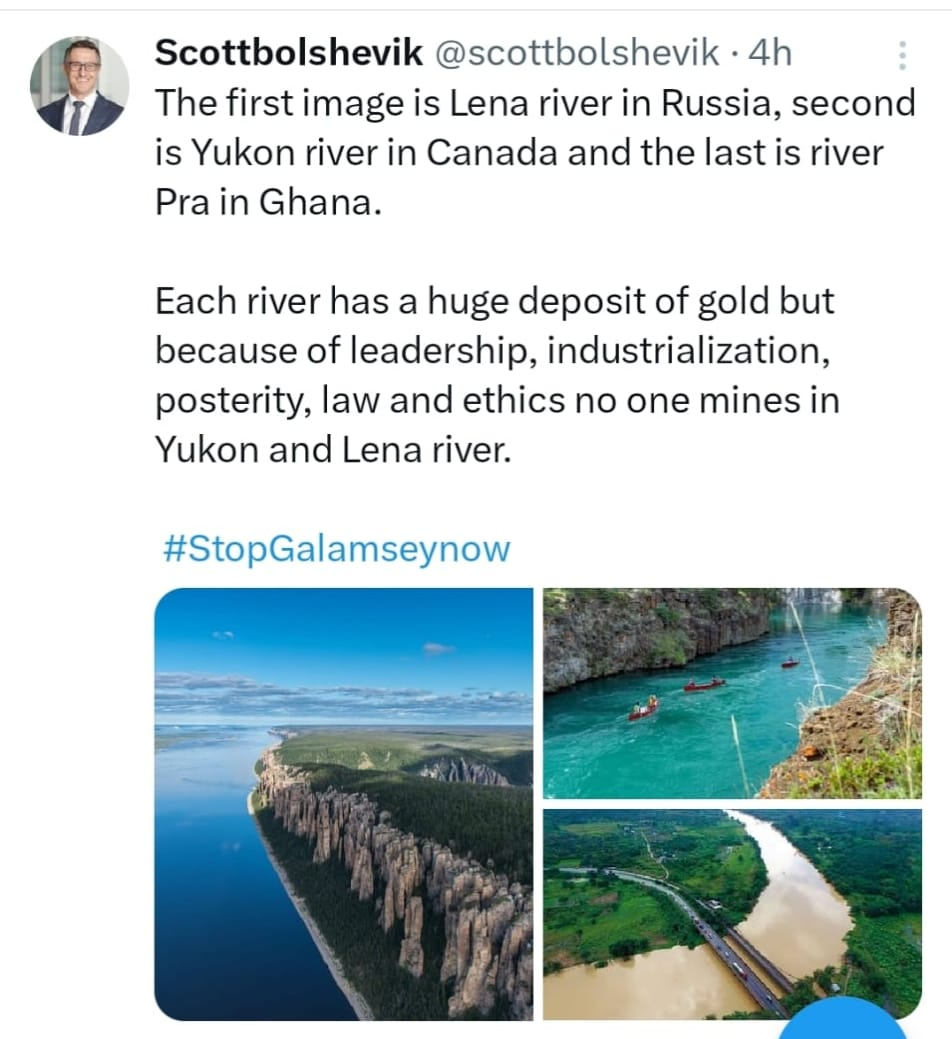 Scottbolshevik @scottbolshevik · 4h
The first image is Lena river in Russia, second
is Yukon river in Canada and the last is river
Pra in Ghana.
Each river has a huge deposit of gold but
because of leadership, industrialization,
posterity, law and ethics no one mines in
Yukon and Lena river.
#StopGalamseynow